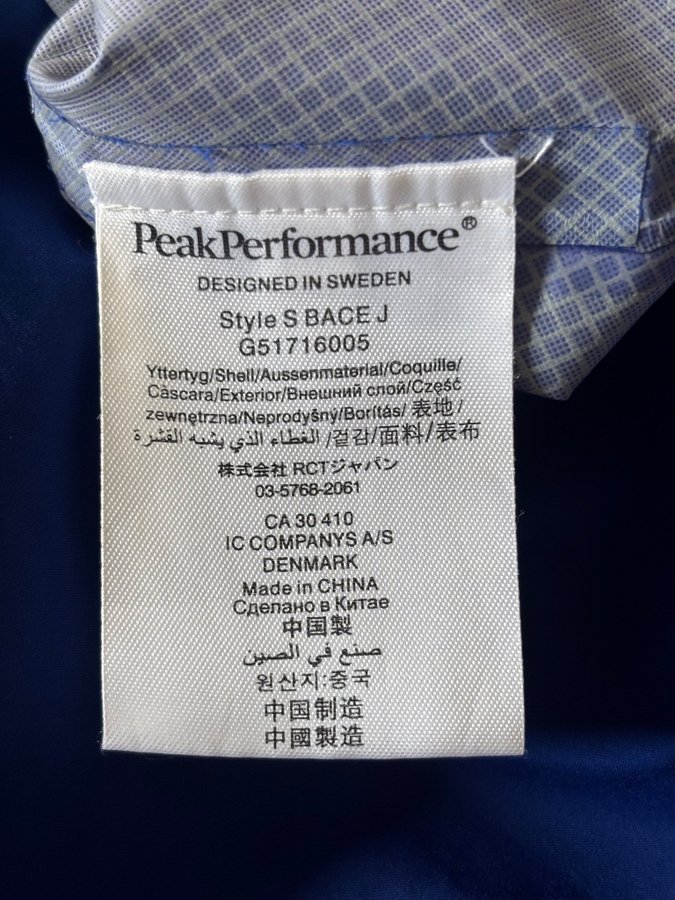 PeakPerformance®
DESIGNED IN SWEDEN
Style S BACE J
G51716005
Yttertyg/Shell/Aussenmaterial/Coquille/
Càscara/Exterior/Внешний слой/Część
zewnętrzna/Neprodyšný/Borítás/ 表地 /
الغطاء الذي يشبه القشرة /겉감/面料/表布
株式会社 RCTジャパン
03-5768-2061
CA 30 410
IC COMPANYS A/S
DENMARK
Made in CHINA
Сделано в Китае
中国製
صنع في الصين
원산지:중국
中国制造
中國製造